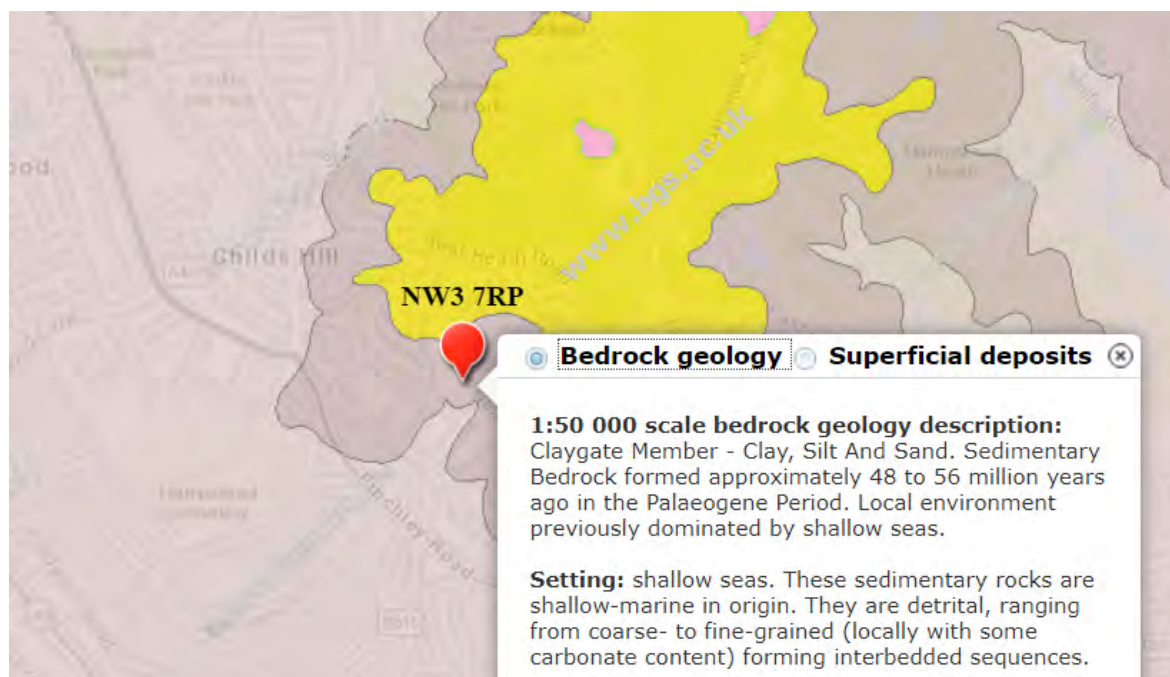 Childs Hill
www.bgs.ac.uk
NW3 7RP
Finchley Road
Bedrock geology Superficial deposits
1:50 000 scale bedrock geology description:
Claygate Member - Clay, Silt And Sand. Sedimentary
Bedrock formed approximately 48 to 56 million years
ago in the Palaeogene Period. Local environment
previously dominated by shallow seas.
Setting: shallow seas. These sedimentary rocks are
shallow-marine in origin. They are detrital, ranging
from coarse- to fine-grained (locally with some
carbonate content) forming interbedded sequences.